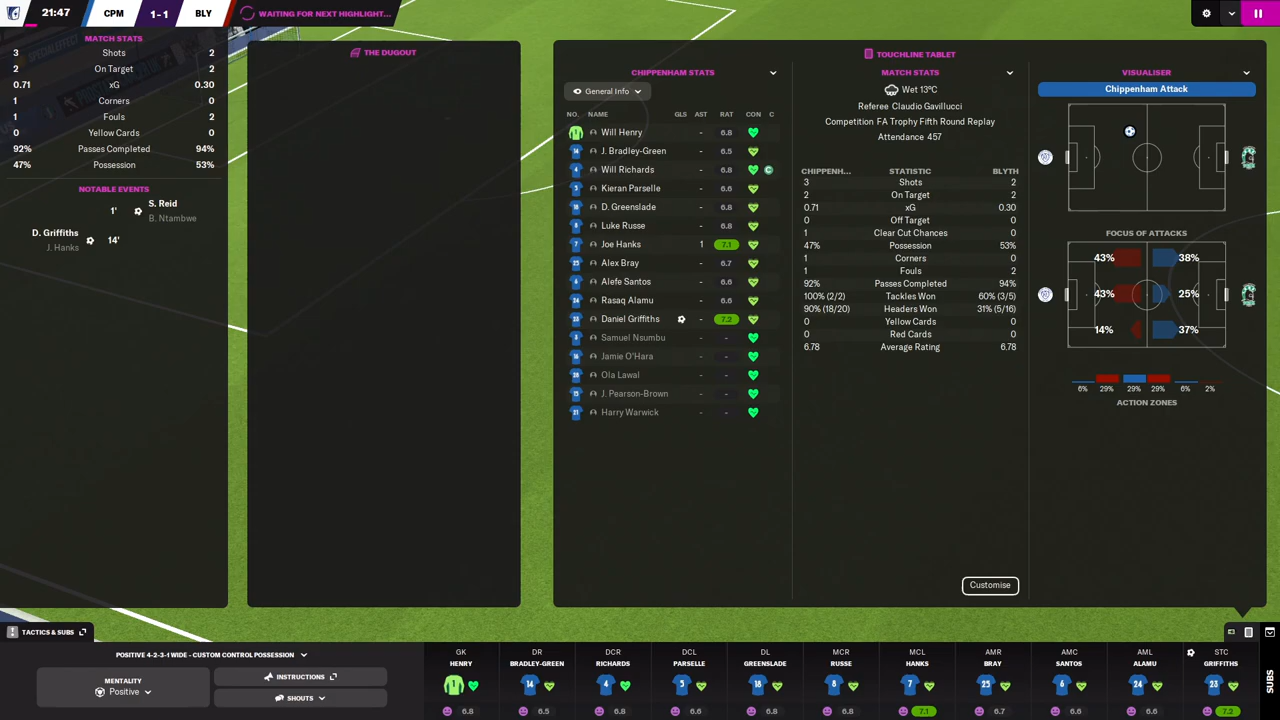 21:47 CPM 1 - 1 BLY WAITING FOR NEXT HIGHLIGHT...
MATCH STATS
3 Shots 2
2 On Target 2
0.71 xG 0.30
1 Corners 0
1 Fouls 2
0 Yellow Cards 0
92% Passes Completed 94%
47% Possession 53%
NOTABLE EVENTS
1' S. Reid
B. Ntambwe
D. Griffiths 14'
J. Hanks
THE DUGOUT
TOUCHLINE TABLET
CHIPPENHAM STATS
General Info
NO. NAME GLS AST RAT CON C
1 Will Henry - 6.8
14 J. Bradley-Green - 6.5
4 Will Richards - 6.8 C
5 Kieran Parselle - 6.6
18 D. Greenslade - 6.8
8 Luke Russe - 6.8
7 Joe Hanks 1 7.1
25 Alex Bray - 6.7
6 Alefe Santos - 6.6
24 Rasaq Alamu - 6.6
23 Daniel Griffiths - 7.2
Samuel Nsumbu - -
Jamie O'Hara - -
Ola Lawal - -
15 J. Pearson-Brown - -
21 Harry Warwick - -
MATCH STATS
Wet 13°C
Referee Claudio Gavillucci
Competition FA Trophy Fifth Round Replay
Attendance 457
CHIPPENH... STATISTIC BLYTH
3 Shots 2
2 On Target 2
0.71 xG 0.30
0 Off Target 0
1 Clear Cut Chances 0
47% Possession 53%
1 Corners 0
1 Fouls 2
92% Passes Completed 94%
100% (2/2) Tackles Won 60% (3/5)
90% (18/20) Headers Won 31% (5/16)
0 Yellow Cards 0
0 Red Cards 0
6.78 Average Rating 6.78
Customise
VISUALISER
Chippenham Attack
FOCUS OF ATTACKS
43% 38%
43% 25%
14% 37%
6% 29% 29% 29% 6% 2%
ACTION ZONES
TACTICS & SUBS
POSITIVE 4-2-3-1 WIDE - CUSTOM CONTROL POSSESSION
MENTALITY
Positive
INSTRUCTIONS
SHOUTS
GK DR DCR DCL DL MCR MCL AMR AMC AML STC
HENRY BRADLEY-GREEN RICHARDS PARSELLE GREENSLADE RUSSE HANKS BRAY SANTOS ALAMU GRIFFITHS
1 14 4 5 18 8 7 25 6 24 23
6.8 6.5 6.8 6.6 6.8 6.8 7.1 6.7 6.6 6.6 7.2
SUBS